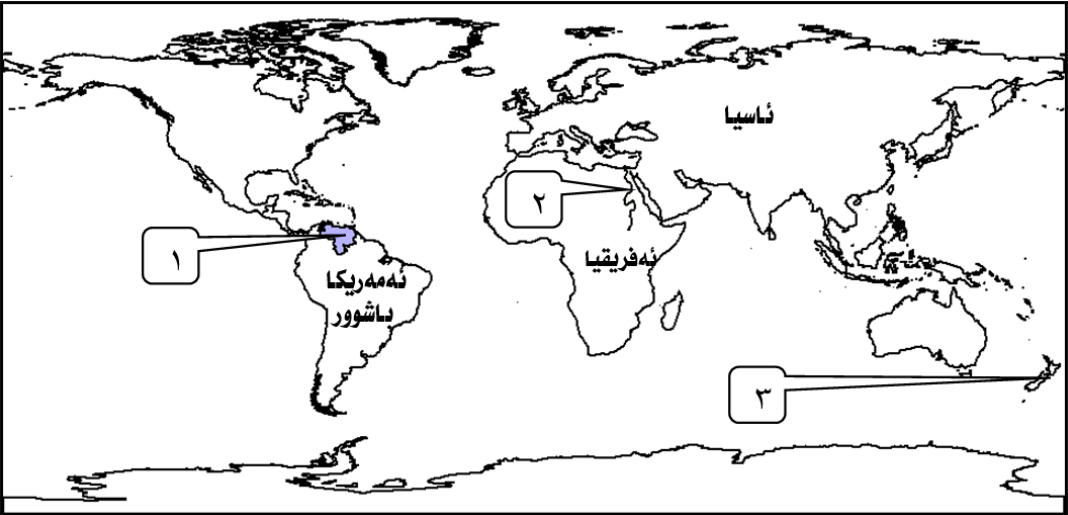 ئاسیا
٢
١
ئەفریقیا
ئەمەریکا
باشوور
٣